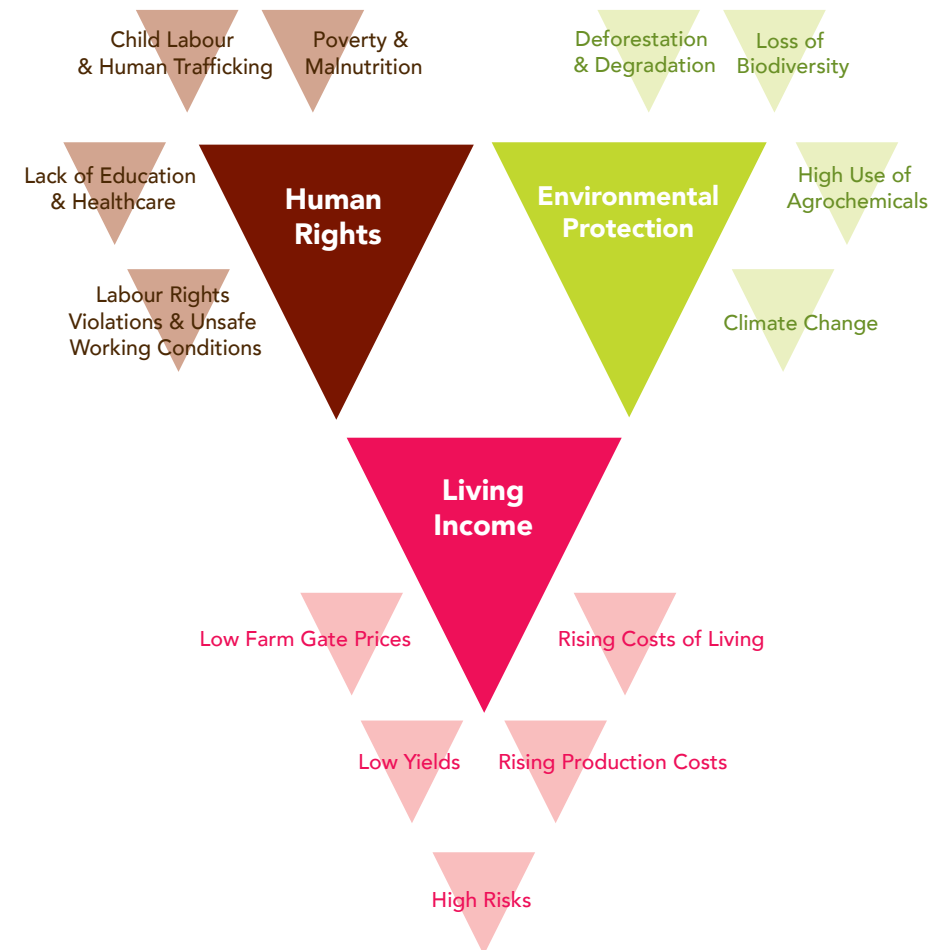 Child Labour
& Human Trafficking
Poverty &
Malnutrition
Deforestation
& Degradation
Loss of
Biodiversity
Lack of Education
& Healthcare
Human
Rights
Environmental
Protection
High Use of
Agrochemicals
Labour Rights
Violations & Unsafe
Working Conditions
Climate Change
Living
Income
Low Farm Gate Prices
Rising Costs of Living
Low Yields
Rising Production Costs
High Risks